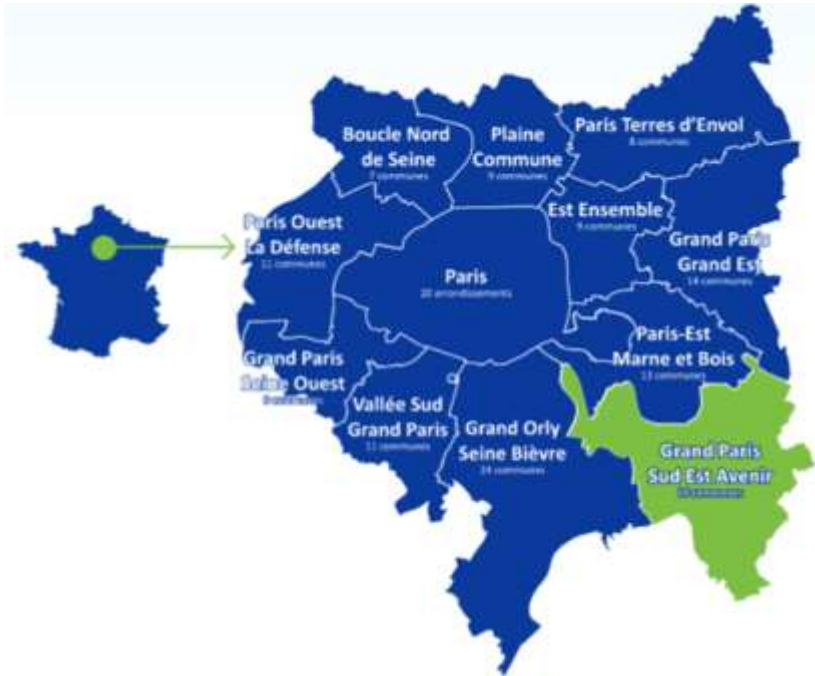 Boucle Nord
de Seine
7 communes
Plaine
Commune
9 communes
Paris Terres d'Envol
8 communes
Paris Ouest
La Défense
11 communes
Est Ensemble
9 communes
Grand Paris
Grand Est
14 communes
Paris
20 arrondissements
Paris-Est
Marne et Bois
13 communes
Grand Paris
Seine Ouest
communes
Vallée Sud
Grand Paris
11 communes
Grand Orly
Seine Bièvre
24 communes
Grand Paris
Sud Est Avenir
communes